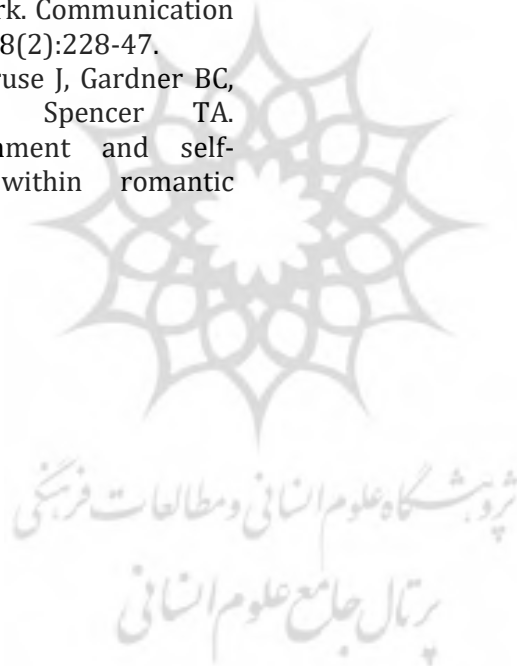 rk. Communication
8(2):228-47.
ruse J, Gardner BC,
Spencer TA.
nment and self-
within romantic
پژوهشگاه علوم انسانی و مطالعات فرهنگی
پرتال جامع علوم انسانی